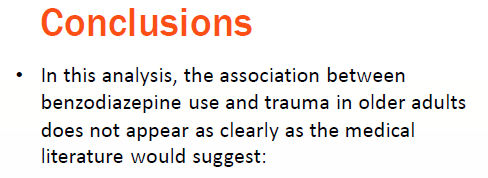 Conclusions
• In this analysis, the association between
benzodiazepine use and trauma in older adults
does not appear as clearly as the medical
literature would suggest: